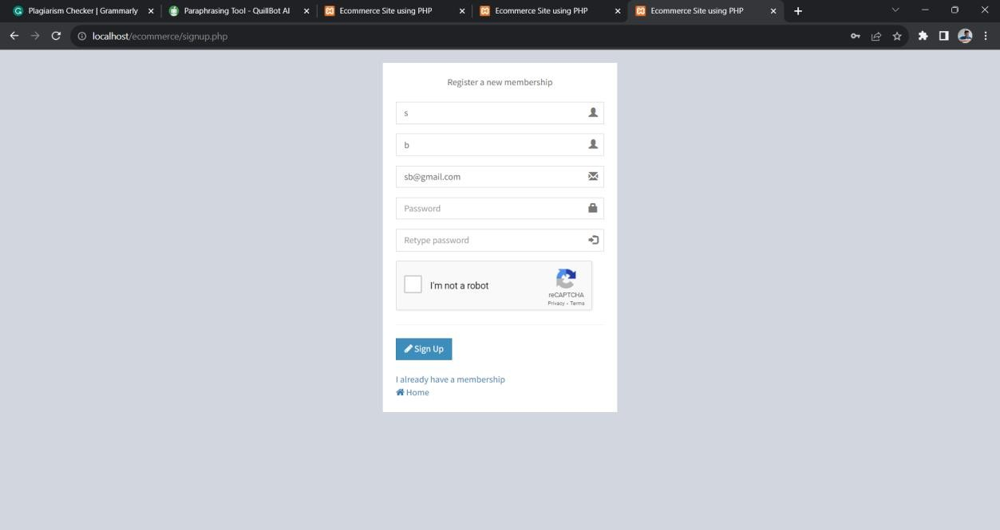 Plagiarism Checker | Grammarly Paraphrasing Tool - QuillBot AI Ecommerce Site using PHP Ecommerce Site using PHP Ecommerce Site using PHP
localhost/ecommerce/signup.php
Register a new membership
s
b
sb@gmail.com
Password
Retype password
I'm not a robot
reCAPTCHA
Privacy - Terms
Sign Up
I already have a membership
Home